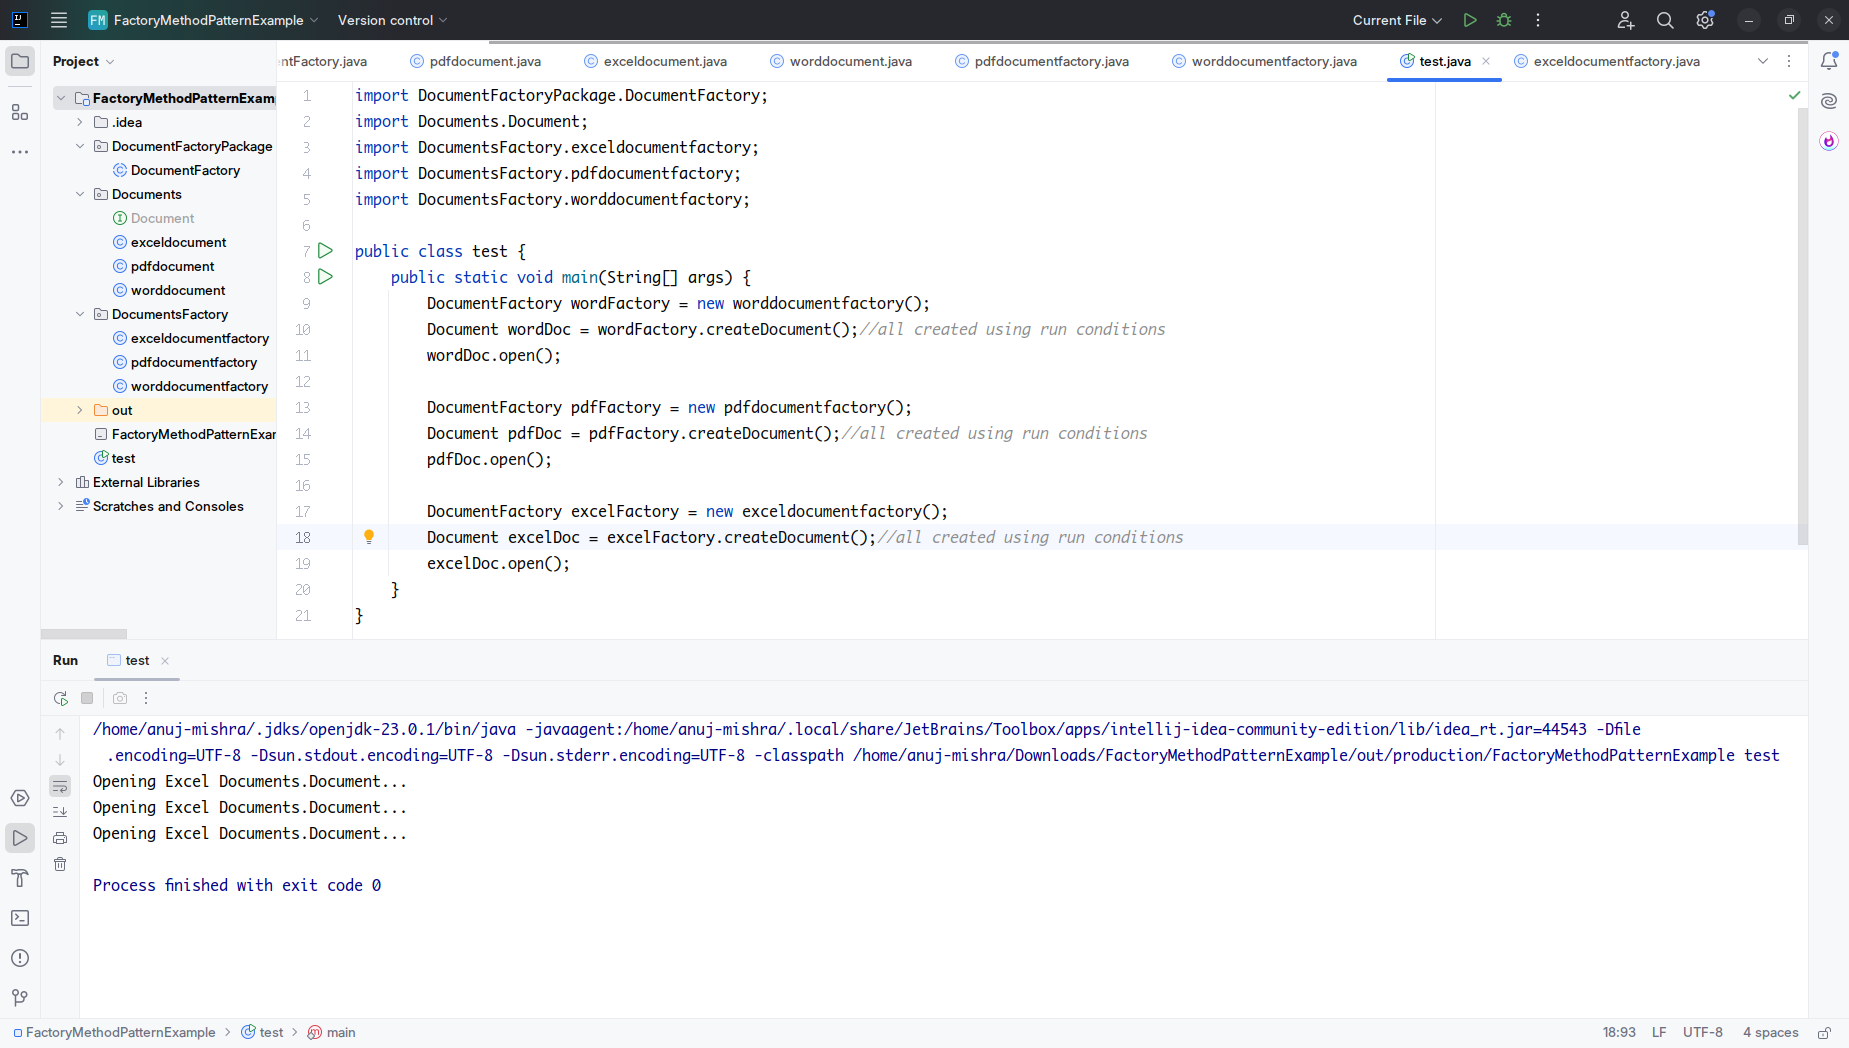 FM FactoryMethodPatternExample Version control Current File
Project
ntFactory.java pdfdocument.java exceldocument.java worddocument.java pdfdocumentfactory.java worddocumentfactory.java test.java exceldocumentfactory.java
FactoryMethodPatternExam
.idea
DocumentFactoryPackage
DocumentFactory
Documents
Document
exceldocument
pdfdocument
worddocument
DocumentsFactory
exceldocumentfactory
pdfdocumentfactory
worddocumentfactory
out
FactoryMethodPatternExar
test
External Libraries
Scratches and Consoles
1 import DocumentFactoryPackage.DocumentFactory;
2 import Documents.Document;
3 import DocumentsFactory.exceldocumentfactory;
4 import DocumentsFactory.pdfdocumentfactory;
5 import DocumentsFactory.worddocumentfactory;
6
7 public class test {
8 public static void main(String[] args) {
9 DocumentFactory wordFactory = new worddocumentfactory();
10 Document wordDoc = wordFactory.createDocument();//all created using run conditions
11 wordDoc.open();
12
13 DocumentFactory pdfFactory = new pdfdocumentfactory();
14 Document pdfDoc = pdfFactory.createDocument();//all created using run conditions
15 pdfDoc.open();
16
17 DocumentFactory excelFactory = new exceldocumentfactory();
18 Document excelDoc = excelFactory.createDocument();//all created using run conditions
19 excelDoc.open();
20 }
21 }
Run test
/home/anuj-mishra/.jdks/openjdk-23.0.1/bin/java -javaagent:/home/anuj-mishra/.local/share/JetBrains/Toolbox/apps/intellij-idea-community-edition/lib/idea_rt.jar=44543 -Dfile
.encoding=UTF-8 -Dsun.stdout.encoding=UTF-8 -Dsun.stderr.encoding=UTF-8 -classpath /home/anuj-mishra/Downloads/FactoryMethodPatternExample/out/production/FactoryMethodPatternExample test
Opening Excel Documents.Document...
Opening Excel Documents.Document...
Opening Excel Documents.Document...
Process finished with exit code 0
FactoryMethodPatternExample > test > main 18:93 LF UTF-8 4 spaces